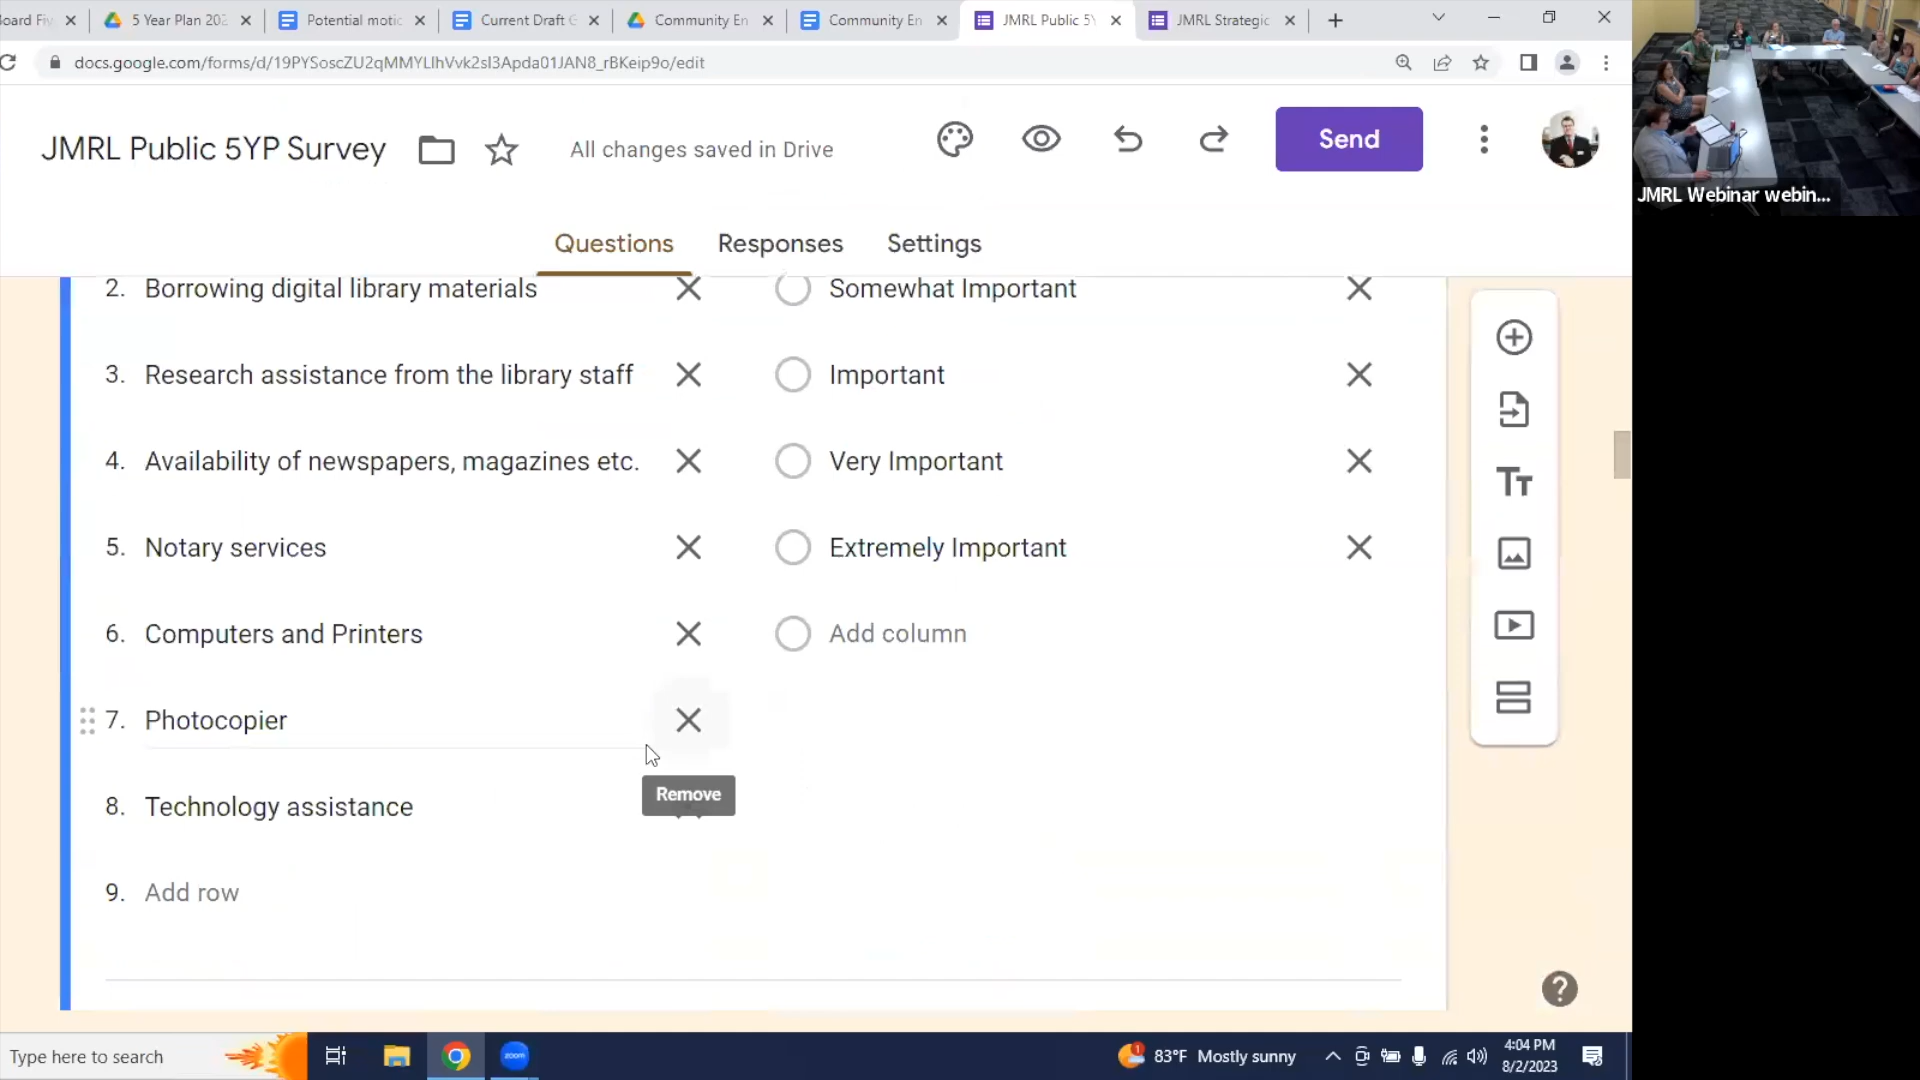 oard Fiv
5 Year Plan 202
Potential motic
Current Draft G
Community En
Community En
JMRL Public 5Y
JMRL Strategic
docs.google.com/forms/d/19PYSoscZU2qMMYLIhVvk2sI3Apda01JAN8_rBKeip9o/edit
JMRL Public 5YP Survey
All changes saved in Drive
Send
Questions
Responses
Settings
2. Borrowing digital library materials
Somewhat Important
3. Research assistance from the library staff
Important
4. Availability of newspapers, magazines etc.
Very Important
5. Notary services
Extremely Important
6. Computers and Printers
Add column
7. Photocopier
Remove
8. Technology assistance
9. Add row
JMRL Webinar webin...
Type here to search
zoom
1
83°F Mostly sunny
4:04 PM
8/2/2023